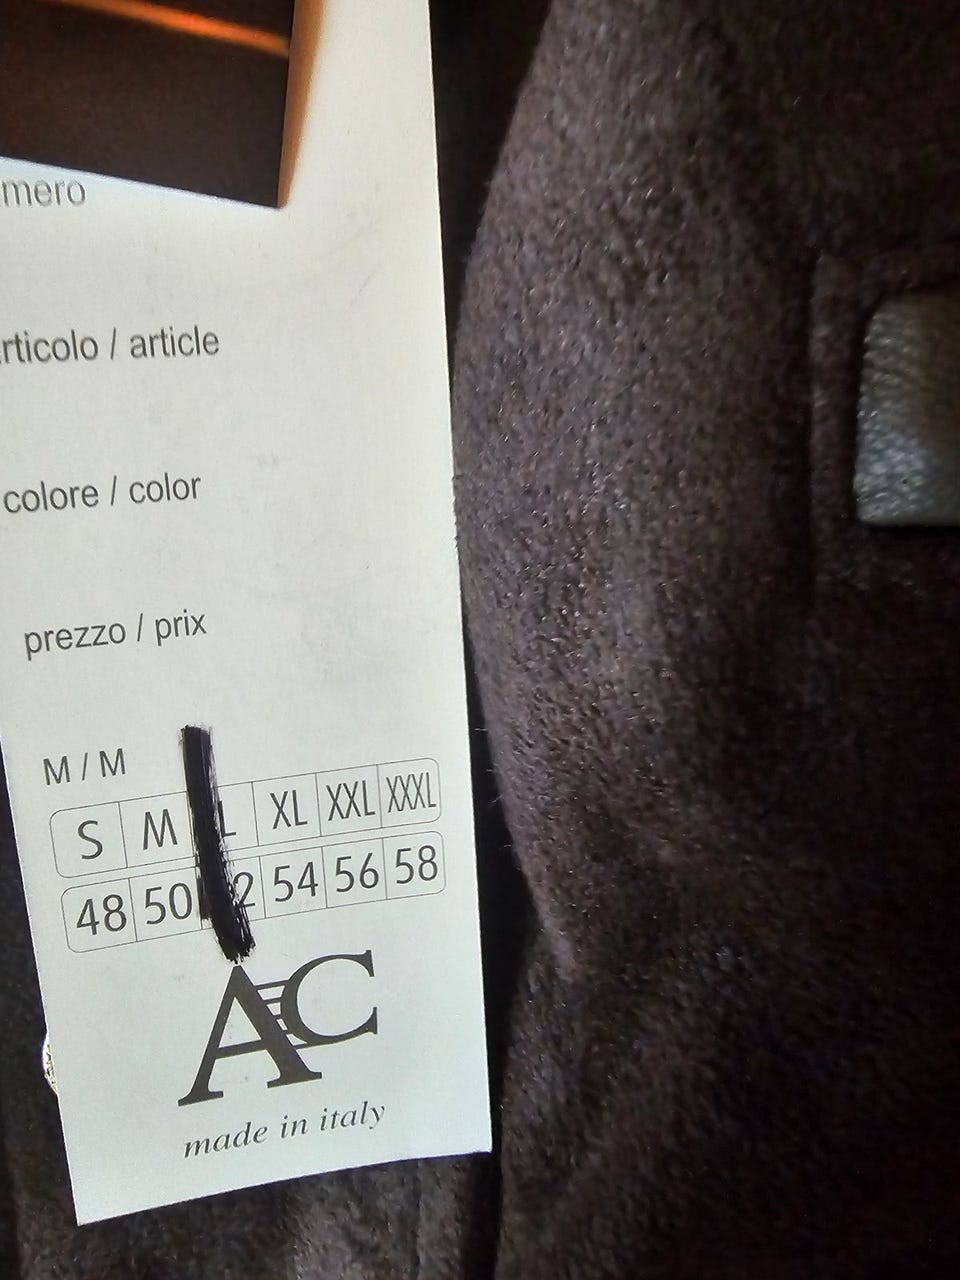 mero
rticolo / article
colore / color
prezzo / prix
M / M
S M L XL XXL XXXL
48 50 54 56 58
AC
made in italy